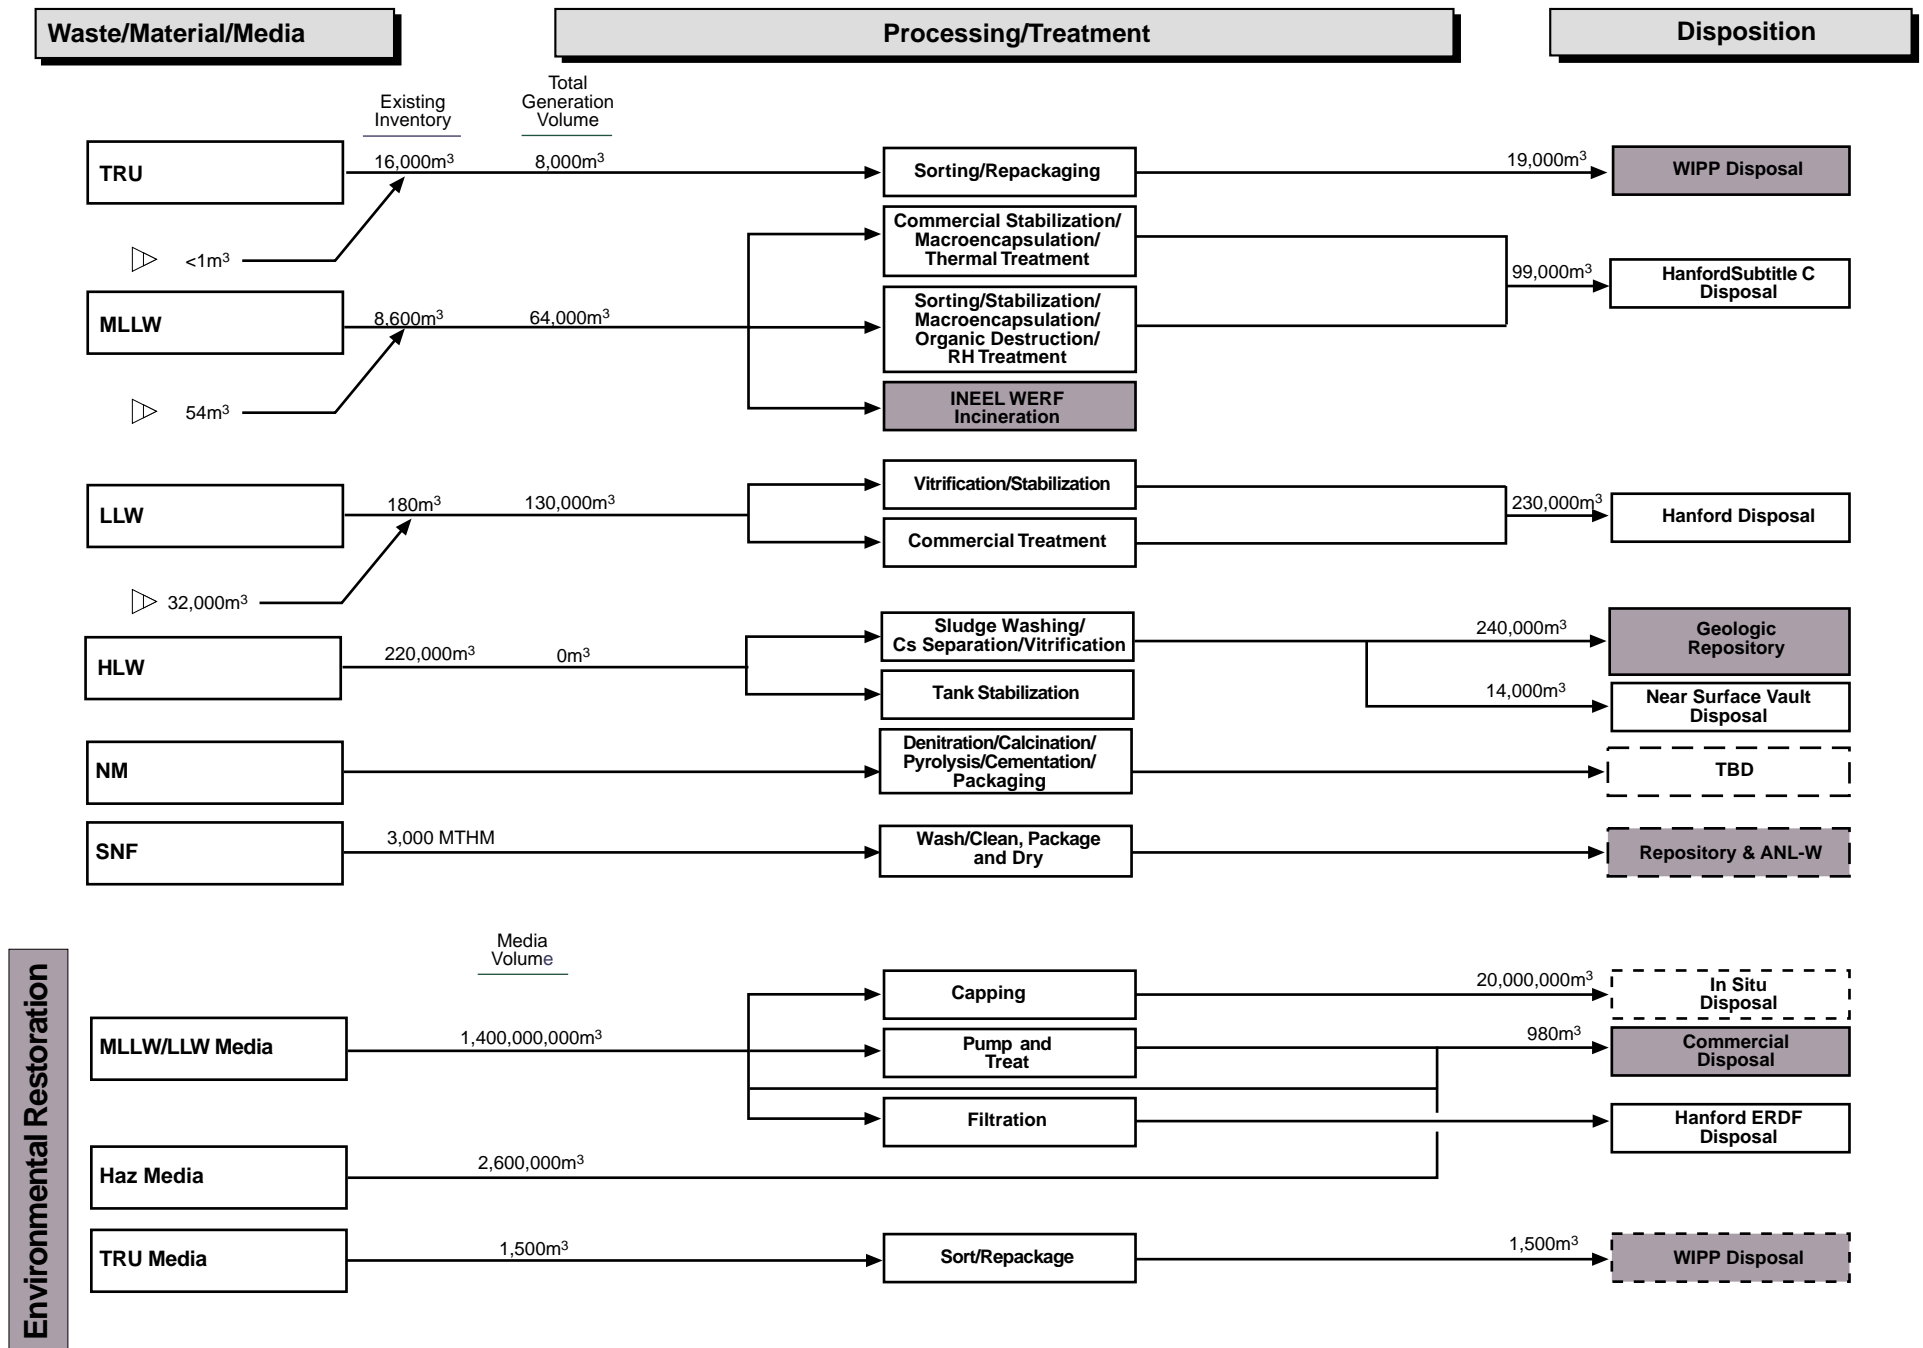 Waste/Material/Media
Processing/Treatment
Disposition
Existing
Inventory
Total
Generation
Volume
TRU
16,000m³
8,000m³
Sorting/Repackaging
19,000m³
WIPP Disposal
<1m³
Commercial Stabilization/
Macroencapsulation/
Thermal Treatment
99,000m³
HanfordSubtitle C
Disposal
MLLW
8,600m³
64,000m³
Sorting/Stabilization/
Macroencapsulation/
Organic Destruction/
RH Treatment
54m³
INEEL WERF
Incineration
LLW
180m³
130,000m³
Vitrification/Stabilization
Commercial Treatment
230,000m³
Hanford Disposal
32,000m³
HLW
220,000m³
0m³
Sludge Washing/
Cs Separation/Vitrification
240,000m³
Geologic
Repository
Tank Stabilization
14,000m³
Near Surface Vault
Disposal
NM
Denitration/Calcination/
Pyrolysis/Cementation/
Packaging
TBD
SNF
3,000 MTHM
Wash/Clean, Package
and Dry
Repository & ANL-W
Environmental Restoration
Media
Volume
Capping
20,000,000m³
In Situ
Disposal
MLLW/LLW Media
1,400,000,000m³
Pump and
Treat
980m³
Commercial
Disposal
Filtration
Hanford ERDF
Disposal
Haz Media
2,600,000m³
TRU Media
1,500m³
Sort/Repackage
1,500m³
WIPP Disposal